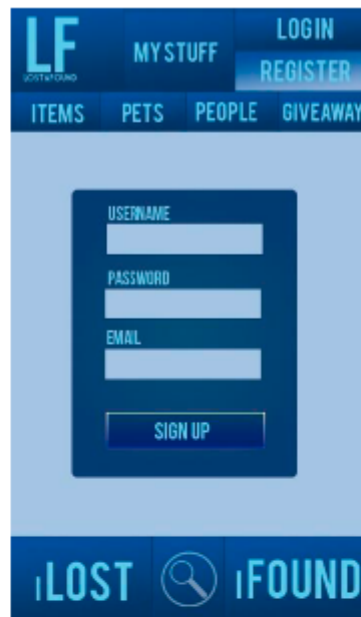 LF
LOST&FOUND
MY STUFF
LOGIN
REGISTER
ITEMS PETS PEOPLE GIVEAWAY
USERNAME
PASSWORD
EMAIL
SIGN UP
iLOST iFOUND